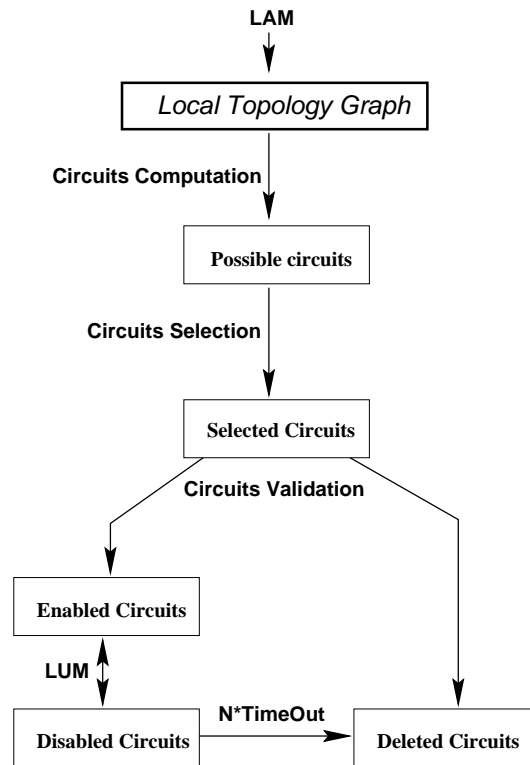 LAM
Local Topology Graph
Circuits Computation
Possible circuits
Circuits Selection
Selected Circuits
Circuits Validation
Enabled Circuits
LUM
N*TimeOut
Disabled Circuits
Deleted Circuits